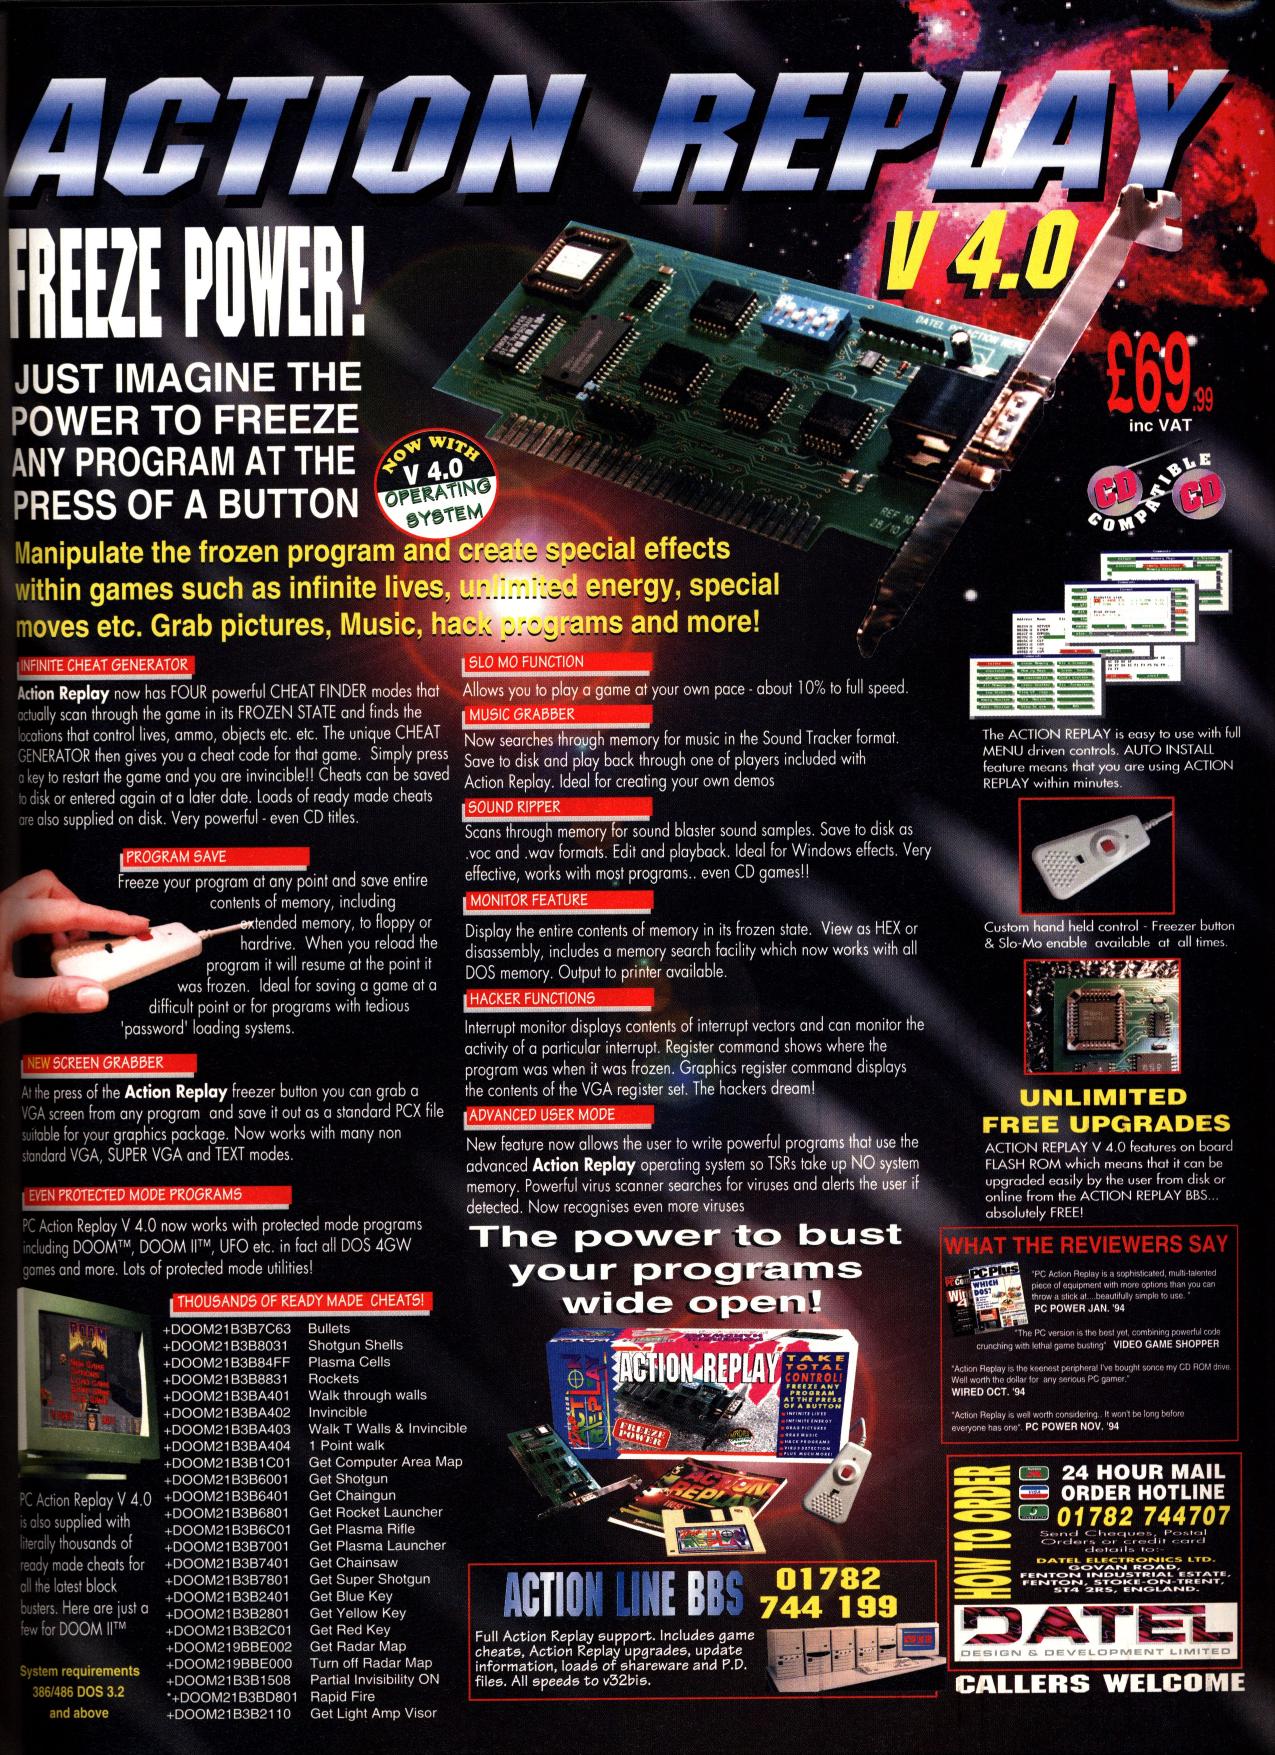 ACTION REPLAY
V 4.0
FREEZE POWER!
JUST IMAGINE THE
POWER TO FREEZE
ANY PROGRAM AT THE
PRESS OF A BUTTON
NOW WITH
V 4.0
OPERATING
SYSTEM
DATEL PC ACTION REPL
£69.99
inc VAT
CD COMPATIBLE CD
Manipulate the frozen program and create special effects
within games such as infinite lives, unlimited energy, special
moves etc. Grab pictures, Music, hack programs and more!
INFINITE CHEAT GENERATOR
Action Replay now has FOUR powerful CHEAT FINDER modes that
actually scan through the game in its FROZEN STATE and finds the
locations that control lives, ammo, objects etc. etc. The unique CHEAT
GENERATOR then gives you a cheat code for that game. Simply press
a key to restart the game and you are invincible!! Cheats can be saved
to disk or entered again at a later date. Loads of ready made cheats
are also supplied on disk. Very powerful - even CD titles.
PROGRAM SAVE
Freeze your program at any point and save entire
contents of memory, including
extended memory, to floppy or
hardrive. When you reload the
program it will resume at the point it
was frozen. Ideal for saving a game at a
difficult point or for programs with tedious
'password' loading systems.
NEW SCREEN GRABBER
At the press of the Action Replay freezer button you can grab a
VGA screen from any program and save it out as a standard PCX file
suitable for your graphics package. Now works with many non
standard VGA, SUPER VGA and TEXT modes.
EVEN PROTECTED MODE PROGRAMS
PC Action Replay V 4.0 now works with protected mode programs
including DOOM™, DOOM II™, UFO etc. in fact all DOS 4GW
games and more. Lots of protected mode utilities!
THOUSANDS OF READY MADE CHEATS!
+DOOM21B3B7C63 Bullets
+DOOM21B3B8031 Shotgun Shells
+DOOM21B3B84FF Plasma Cells
+DOOM21B3B8831 Rockets
+DOOM21B3BA401 Walk through walls
+DOOM21B3BA402 Invincible
+DOOM21B3BA403 Walk T Walls & Invincible
+DOOM21B3BA404 1 Point walk
+DOOM21B3B1C01 Get Computer Area Map
+DOOM21B3B6001 Get Shotgun
+DOOM21B3B6401 Get Chaingun
+DOOM21B3B6801 Get Rocket Launcher
+DOOM21B3B6C01 Get Plasma Rifle
+DOOM21B3B7001 Get Plasma Launcher
+DOOM21B3B7401 Get Chainsaw
+DOOM21B3B7801 Get Super Shotgun
+DOOM21B3B2401 Get Blue Key
+DOOM21B3B2801 Get Yellow Key
+DOOM21B3B2C01 Get Red Key
+DOOM219BBE002 Get Radar Map
+DOOM219BBE000 Turn off Radar Map
+DOOM21B3B1508 Partial Invisibility ON
*+DOOM21B3BD801 Rapid Fire
+DOOM21B3B2110 Get Light Amp Visor
DOOM
PC Action Replay V 4.0
is also supplied with
literally thousands of
ready made cheats for
all the latest block
busters. Here are just a
few for DOOM II™
System requirements
386/486 DOS 3.2
and above
SLO MO FUNCTION
Allows you to play a game at your own pace - about 10% to full speed.
MUSIC GRABBER
Now searches through memory for music in the Sound Tracker format.
Save to disk and play back through one of players included with
Action Replay. Ideal for creating your own demos
SOUND RIPPER
Scans through memory for sound blaster sound samples. Save to disk as
.voc and .wav formats. Edit and playback. Ideal for Windows effects. Very
effective, works with most programs.. even CD games!!
MONITOR FEATURE
Display the entire contents of memory in its frozen state. View as HEX or
disassembly, includes a memory search facility which now works with all
DOS memory. Output to printer available.
HACKER FUNCTIONS
Interrupt monitor displays contents of interrupt vectors and can monitor the
activity of a particular interrupt. Register command shows where the
program was when it was frozen. Graphics register command displays
the contents of the VGA register set. The hackers dream!
ADVANCED USER MODE
New feature now allows the user to write powerful programs that use the
advanced Action Replay operating system so TSRs take up NO system
memory. Powerful virus scanner searches for viruses and alerts the user if
detected. Now recognises even more viruses
The power to bust
your programs
wide open!
ACTION REPLAY
FREEZE POWER
TAKE
TOTAL
CONTROL!
FREEZE ANY
PROGRAM
AT THE PRESS
OF A BUTTON
INFINITE LIVES
INFINITE ENERGY
GRAB PICTURES
GRAB MUSIC
HACK PROGRAMS
VIRUS DETECTION
PLUS MUCH MORE!
ACTION REPLAY
ACTION LINE BBS 01782
744 199
Full Action Replay support. Includes game
cheats, Action Replay upgrades, update
information, loads of shareware and P.D.
files. All speeds to v32bis.
The ACTION REPLAY is easy to use with full
MENU driven controls. AUTO INSTALL
feature means that you are using ACTION
REPLAY within minutes.
Custom hand held control - Freezer button
& Slo-Mo enable available at all times.
UNLIMITED
FREE UPGRADES
ACTION REPLAY V 4.0 features on board
FLASH ROM which means that it can be
upgraded easily by the user from disk or
online from the ACTION REPLAY BBS...
absolutely FREE!
WHAT THE REVIEWERS SAY
PC Plus
WHICH
DOS?
"PC Action Replay is a sophisticated, multi-talented
piece of equipment with more options than you can
throw a stick at....beautifully simple to use. "
PC POWER JAN. '94
"The PC version is the best yet, combining powerful code
crunching with lethal game busting" VIDEO GAME SHOPPER
"Action Replay is the keenest peripheral I've bought sonce my CD ROM drive.
Well worth the dollar for any serious PC gamer."
WIRED OCT. '94
"Action Replay is well worth considering.. It won't be long before
everyone has one". PC POWER NOV. '94
HOW TO ORDER
VISA
24 HOUR MAIL
ORDER HOTLINE
01782 744707
Send Cheques, Postal
Orders or credit card
details to:-
DATEL ELECTRONICS LTD.
GOVAN ROAD,
FENTON INDUSTRIAL ESTATE,
FENTON, STOKE-ON-TRENT,
ST4 2RS, ENGLAND.
DATEL
DESIGN & DEVELOPMENT LIMITED
CALLERS WELCOME